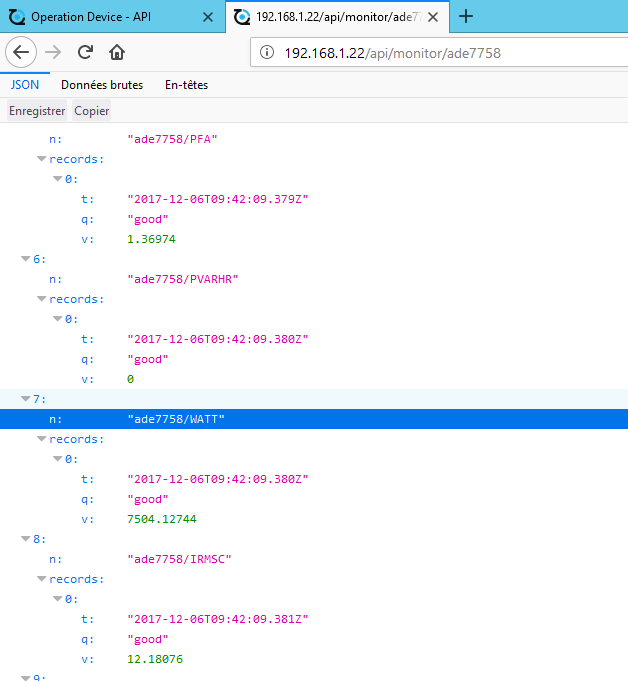 Operation Device - API
192.168.1.22/api/monitor/ade7
192.168.1.22/api/monitor/ade7758
JSON Données brutes En-têtes
Enregistrer Copier
n: "ade7758/PFA"
records:
0:
t: "2017-12-06T09:42:09.379Z"
q: "good"
v: 1.36974
6:
n: "ade7758/PVARHR"
records:
0:
t: "2017-12-06T09:42:09.380Z"
q: "good"
v: 0
7:
n: "ade7758/WATT"
records:
0:
t: "2017-12-06T09:42:09.380Z"
q: "good"
v: 7504.12744
8:
n: "ade7758/IRMSC"
records:
0:
t: "2017-12-06T09:42:09.381Z"
q: "good"
v: 12.18076
9: